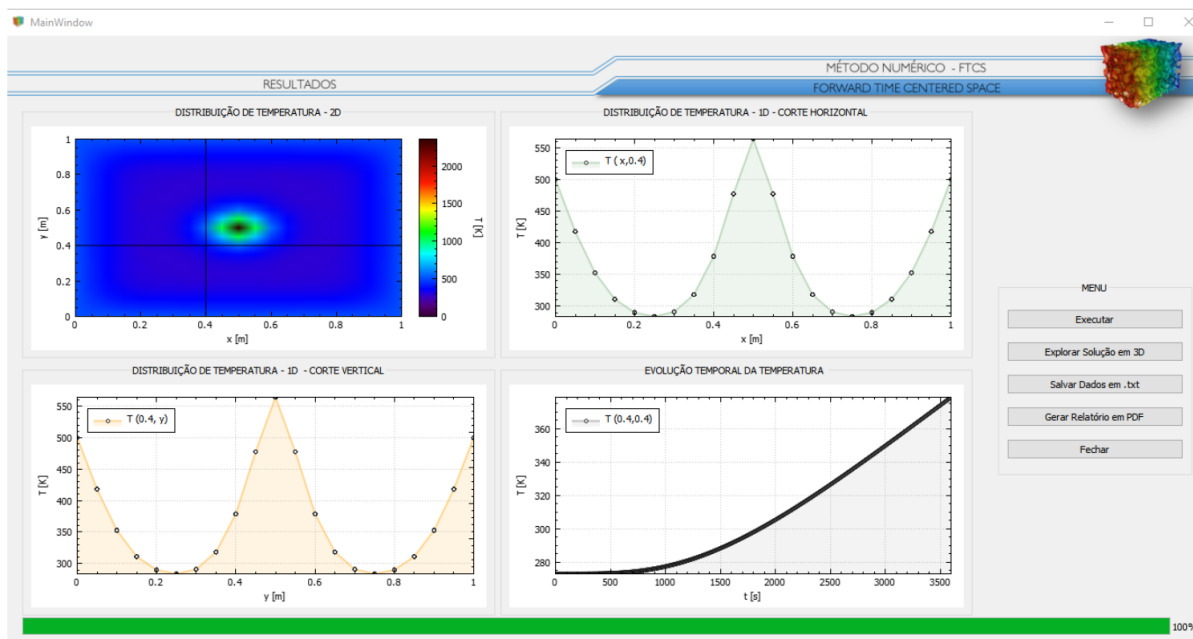 MainWindow
RESULTADOS
MÉTODO NUMÉRICO - FTCS
FORWARD TIME CENTERED SPACE
DISTRIBUIÇÃO DE TEMPERATURA - 2D
1
0.8
0.6
0.4
0.2
0
y [m]
0 0.2 0.4 0.6 0.8 1
x [m]
2000
1500
1000
500
0
T [K]
DISTRIBUIÇÃO DE TEMPERATURA - 1D - CORTE HORIZONTAL
T ( x,0.4)
550
500
450
400
350
300
T [K]
0 0.2 0.4 0.6 0.8 1
x [m]
DISTRIBUIÇÃO DE TEMPERATURA - 1D - CORTE VERTICAL
T (0.4, y)
550
500
450
400
350
300
T [K]
0 0.2 0.4 0.6 0.8 1
y [m]
EVOLUÇÃO TEMPORAL DA TEMPERATURA
T (0.4,0.4)
360
340
320
300
280
T [K]
0 500 1000 1500 2000 2500 3000 3500
t [s]
MENU
Executar
Explorar Solução em 3D
Salvar Dados em .txt
Gerar Relatório em PDF
Fechar
100%